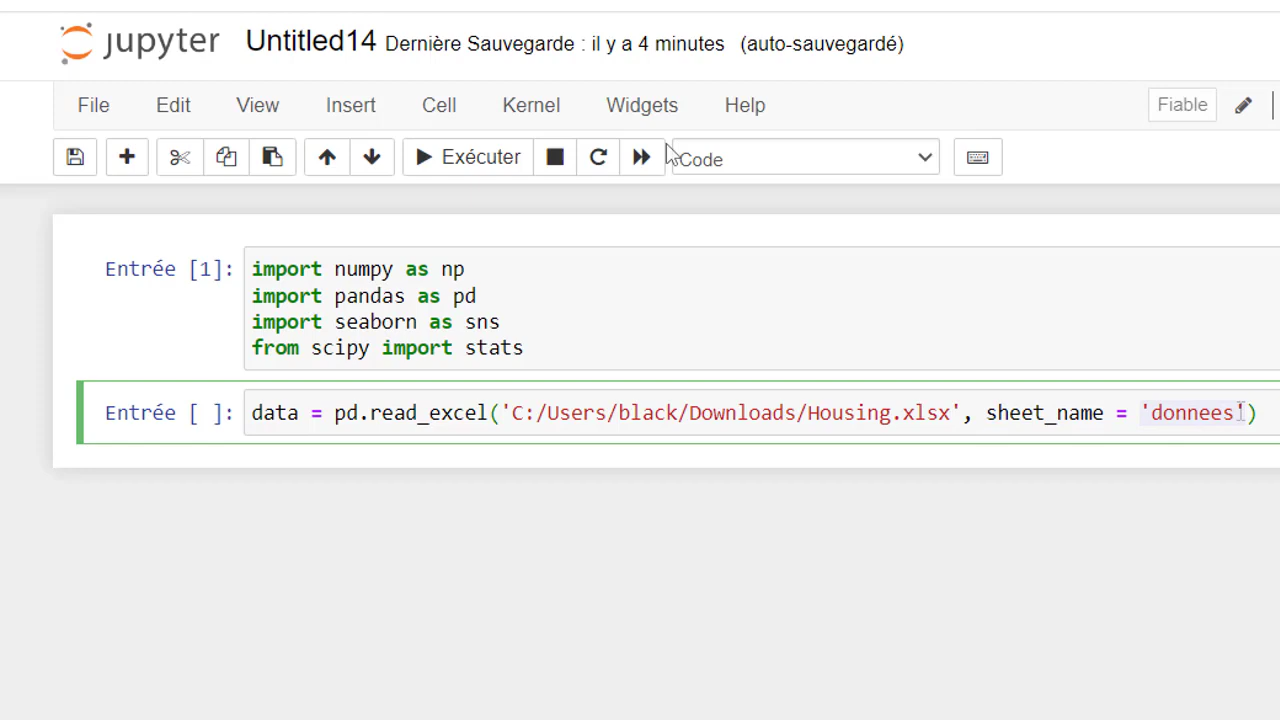 jupyter Untitled14 Dernière Sauvegarde : il y a 4 minutes (auto-sauvegardé)
File Edit View Insert Cell Kernel Widgets Help Fiable
Exécuter Code
Entrée [1]: import numpy as np
import pandas as pd
import seaborn as sns
from scipy import stats
Entrée [ ]: data = pd.read_excel('C:/Users/black/Downloads/Housing.xlsx', sheet_name = 'donnees')